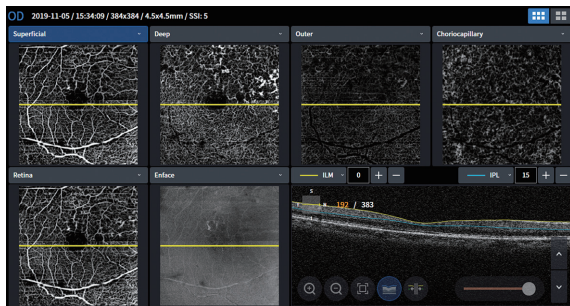 OD 2019-11-05 / 15:34:09 / 384x384 / 4.5x4.5mm / SSI: 5
Superficial Deep Outer Choriocapillary
Retina Enface ILM 0 + − IPL 15 + −
S
192 / 383